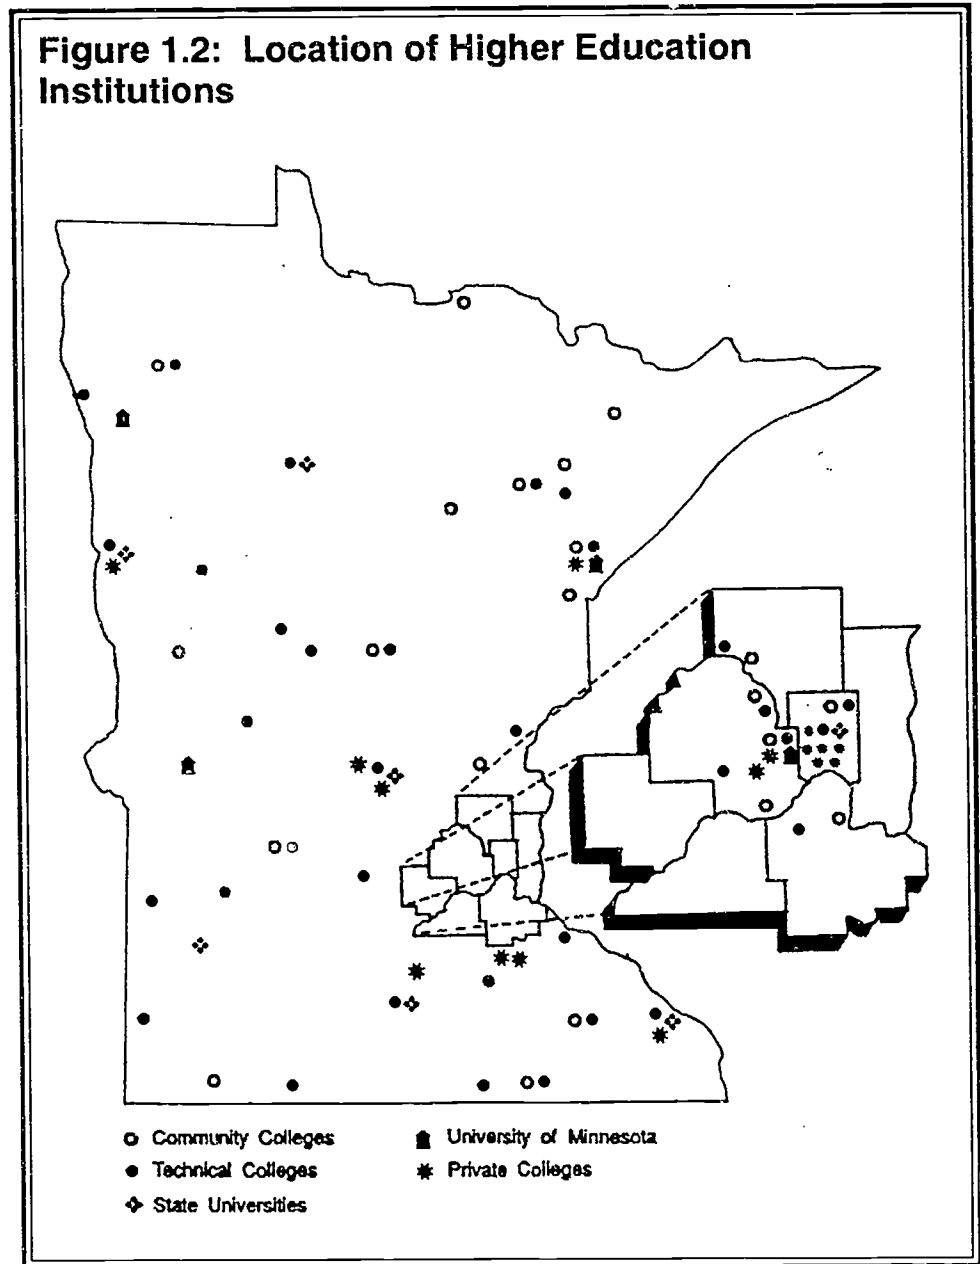 Figure 1.2: Location of Higher Education
Institutions
Community Colleges
Technical Colleges
State Universities
University of Minnesota
Private Colleges